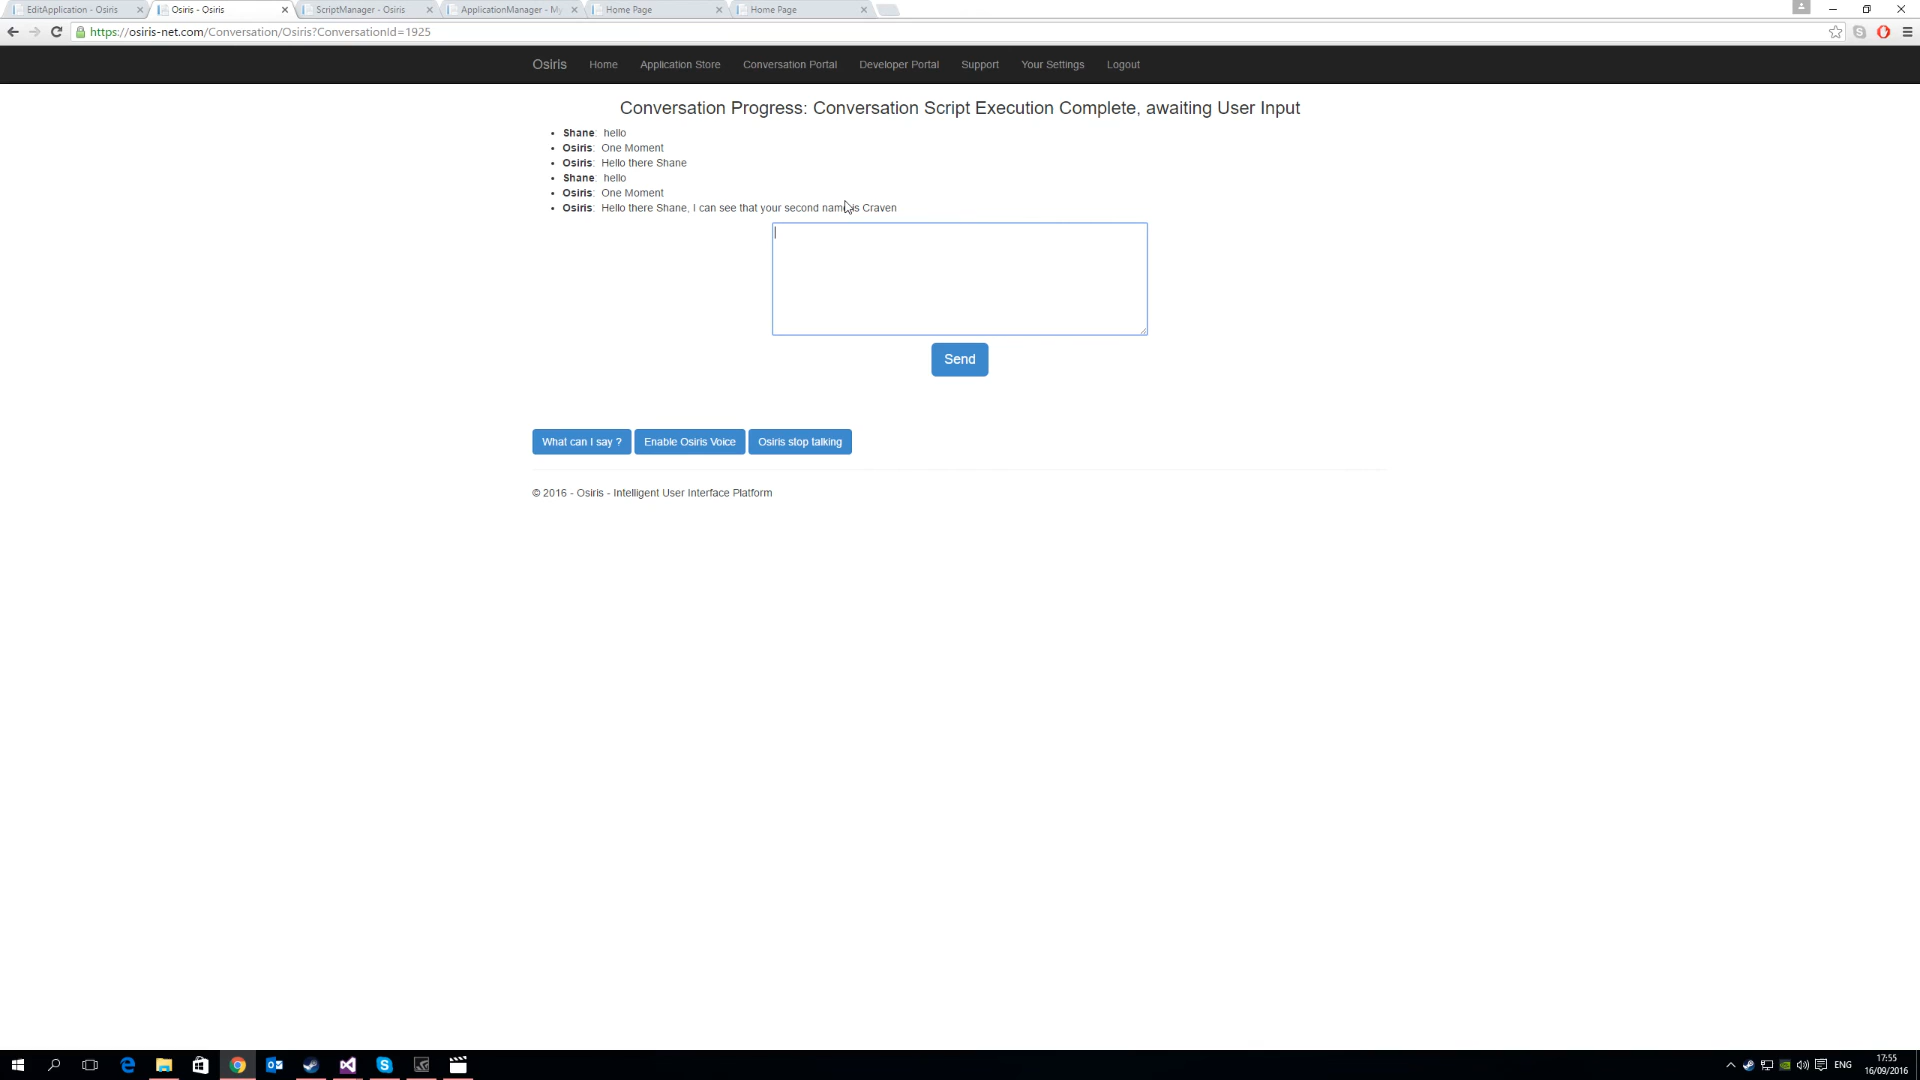 EditApplication - Osiris
Osiris - Osiris
ScriptManager - Osiris
ApplicationManager - My
Home Page
Home Page
https://osiris-net.com/Conversation/Osiris?ConversationId=1925
Osiris Home Application Store Conversation Portal Developer Portal Support Your Settings Logout
Conversation Progress: Conversation Script Execution Complete, awaiting User Input
Shane: hello
Osiris: One Moment
Osiris: Hello there Shane
Shane: hello
Osiris: One Moment
Osiris: Hello there Shane, I can see that your second name is Craven
Send
What can I say ? Enable Osiris Voice Osiris stop talking
© 2016 - Osiris - Intelligent User Interface Platform
ENG
17:55
16/09/2016